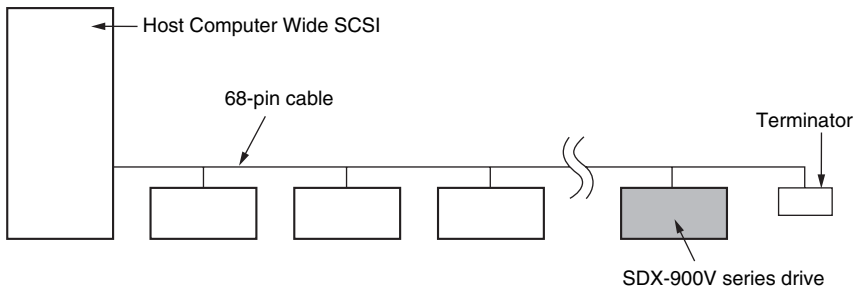 Host Computer Wide SCSI
68-pin cable
Terminator
SDX-900V series drive